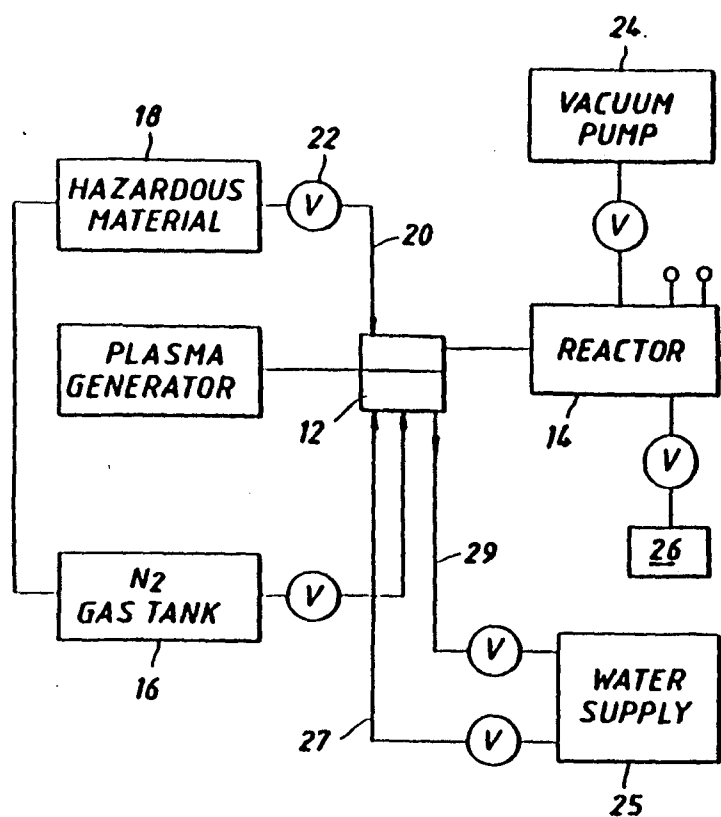 24.
VACUUM
PUMP
18
HAZARDOUS
MATERIAL
22
V
20
V
PLASMA
GENERATOR
12
REACTOR
14
V
26
N2
GAS TANK
16
V
29
27
V
V
WATER
SUPPLY
25